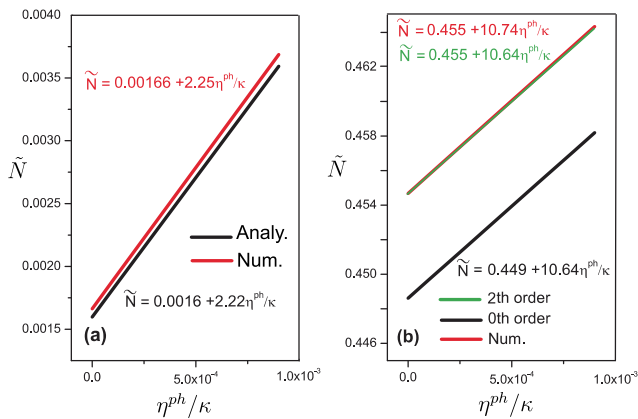 0.0040
0.0035
0.0030
0.0025
0.0020
0.0015
Ñ
Ñ = 0.00166 +2.25η^ph/κ
Analy.
Num.
Ñ = 0.0016 +2.22η^ph/κ
(a)
0.0
5.0x10⁻⁴
1.0x10⁻³
η^ph/κ
0.462
0.458
0.454
0.450
0.446
Ñ
Ñ = 0.455 +10.74η^ph/κ
Ñ = 0.455 +10.64η^ph/κ
Ñ = 0.449 +10.64η^ph/κ
2th order
0th order
Num.
(b)
0.0
5.0x10⁻⁴
1.0x10⁻³
η^ph/κ